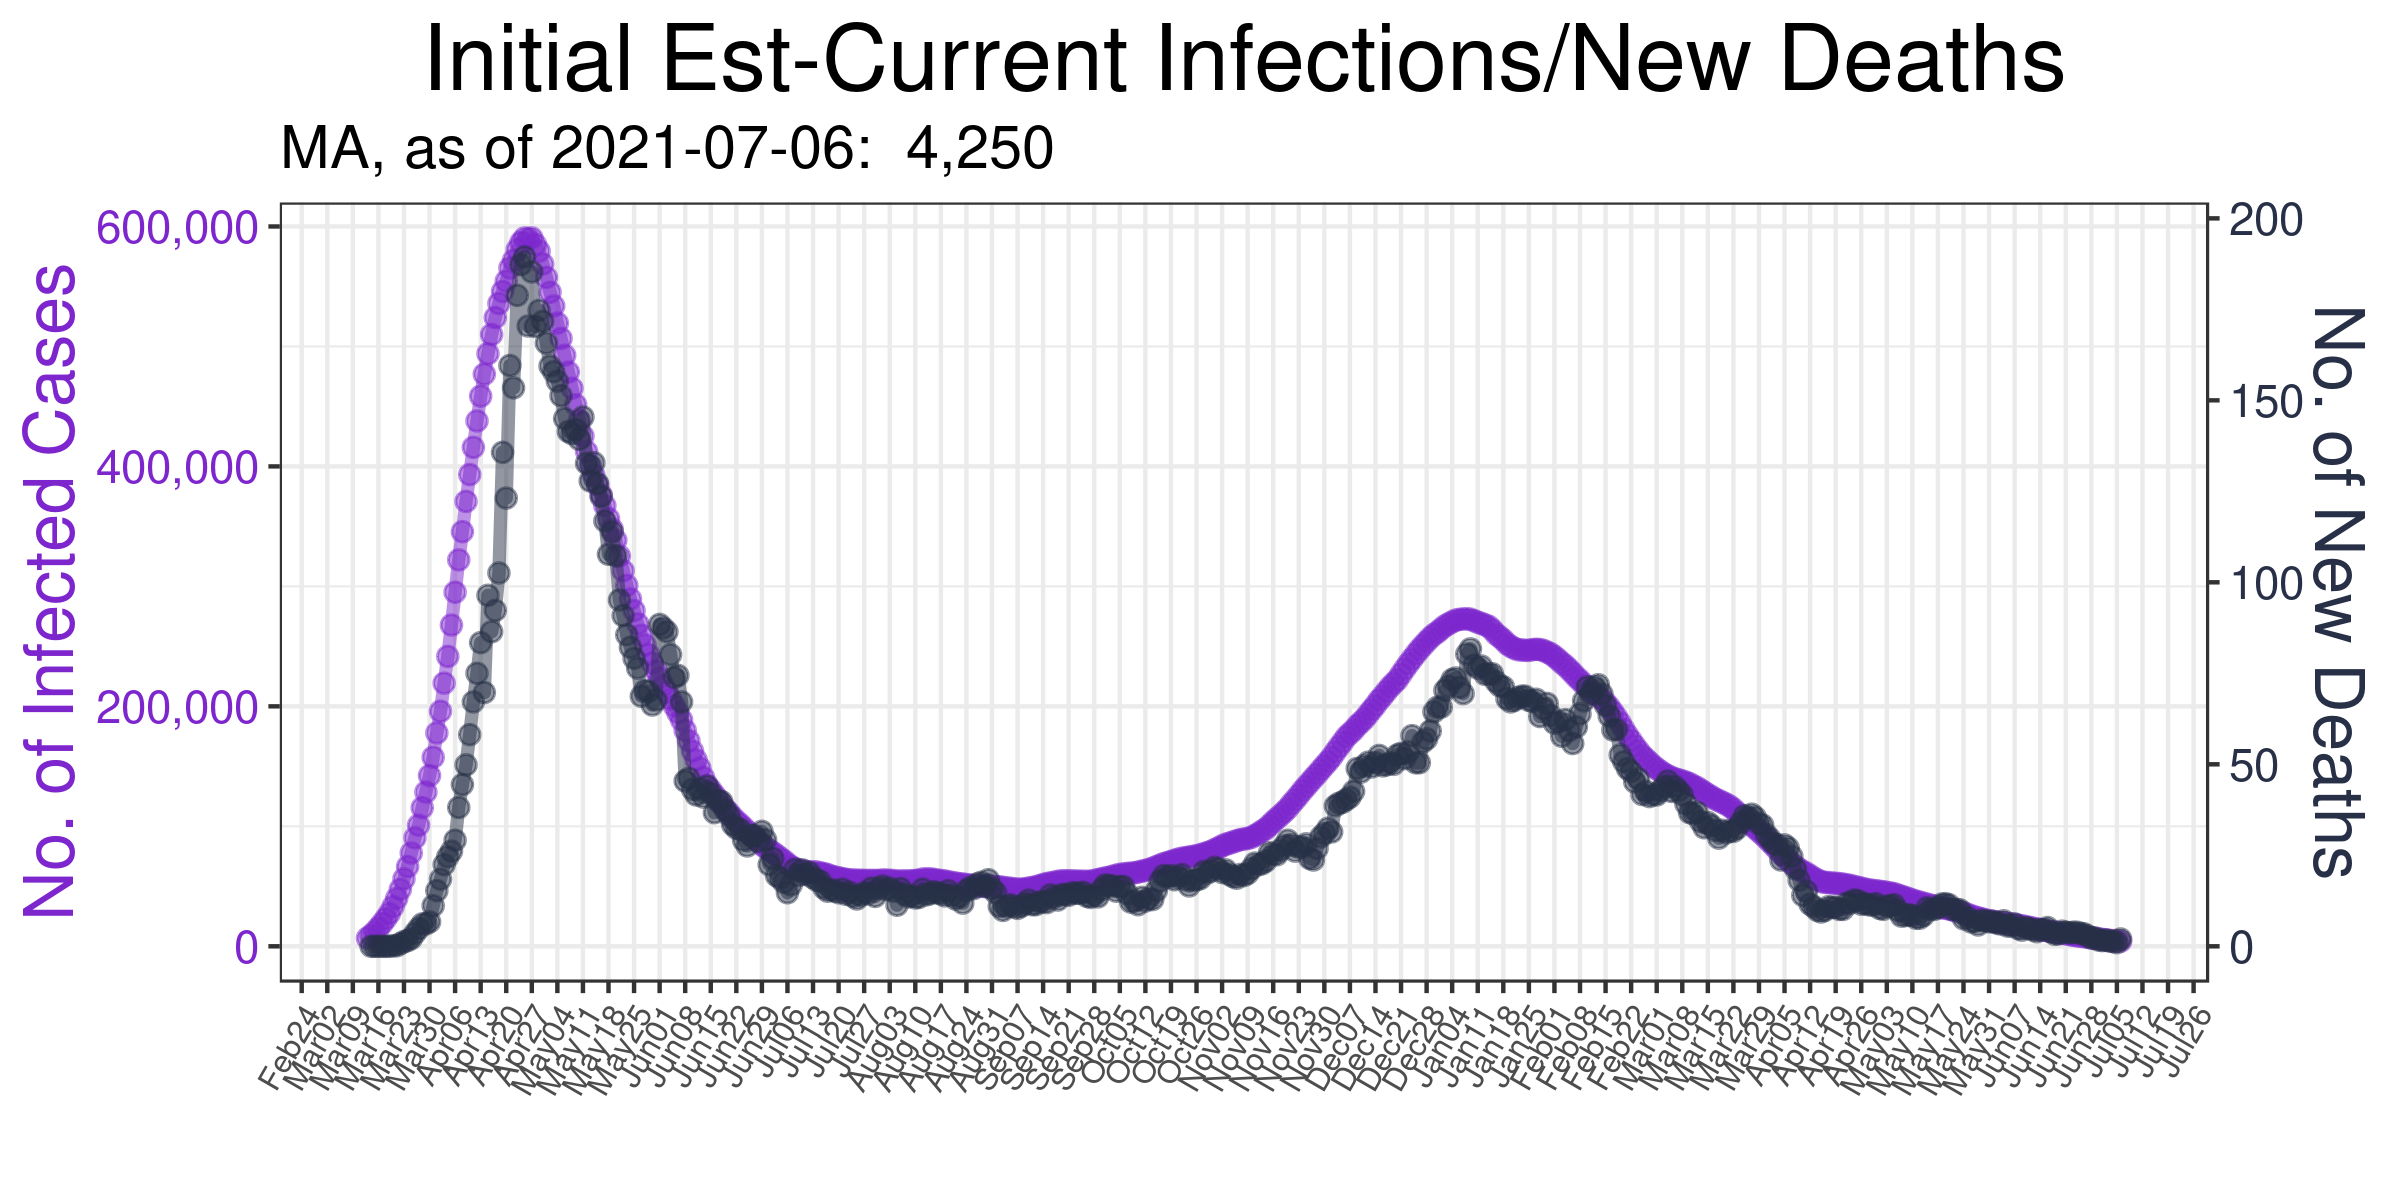 Initial Est-Current Infections/New Deaths
MA, as of 2021-07-06:  4,250
No. of Infected Cases
600,000
400,000
200,000
0
200
150
100
50
0
No. of New Deaths
Feb24
Mar02
Mar09
Mar16
Mar23
Mar30
Apr06
Apr13
Apr20
Apr27
May04
May11
May18
May25
Jun01
Jun08
Jun15
Jun22
Jun29
Jul06
Jul13
Jul20
Jul27
Aug03
Aug10
Aug17
Aug24
Aug31
Sep07
Sep14
Sep21
Sep28
Oct05
Oct12
Oct19
Oct26
Nov02
Nov09
Nov16
Nov23
Nov30
Dec07
Dec14
Dec21
Dec28
Jan04
Jan11
Jan18
Jan25
Feb01
Feb08
Feb15
Feb22
Mar01
Mar08
Mar15
Mar22
Mar29
Apr05
Apr12
Apr19
Apr26
May03
May10
May17
May24
May31
Jun07
Jun14
Jun21
Jun28
Jul05
Jul12
Jul19
Jul26